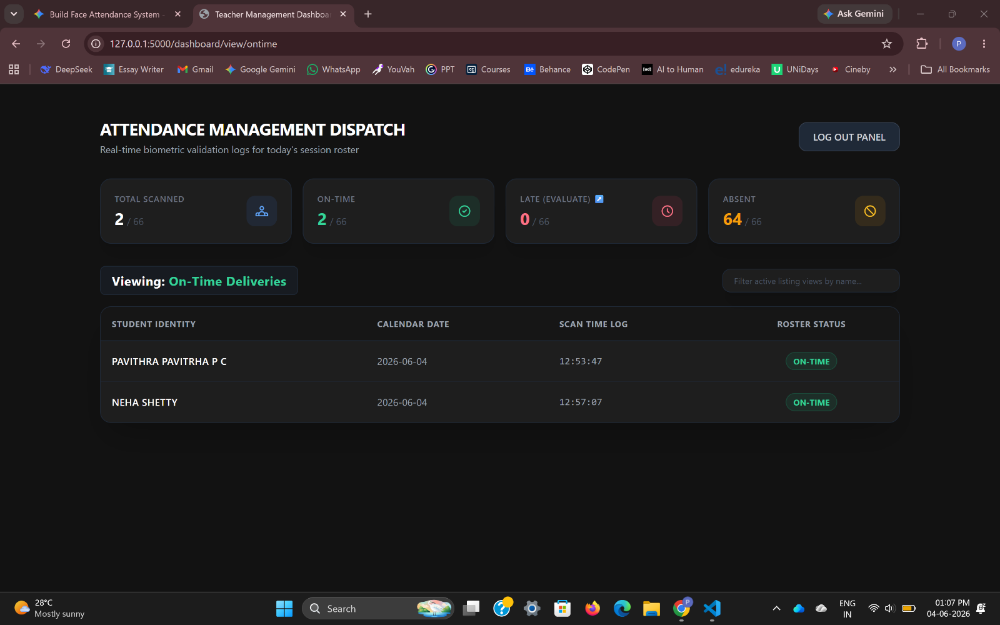 Build Face Attendance System -
Teacher Management Dashboa
Ask Gemini
127.0.0.1:5000/dashboard/view/ontime
P
DeepSeek
Essay Writer
Gmail
Google Gemini
WhatsApp
YouVah
PPT
Courses
Bē Behance
CodePen
[ud] AI to Human
e! edureka
U UNiDays
Cineby
All Bookmarks
ATTENDANCE MANAGEMENT DISPATCH
Real-time biometric validation logs for today's session roster
LOG OUT PANEL
TOTAL SCANNED
2 / 66
ON-TIME
2 / 66
LATE (EVALUATE)
0 / 66
ABSENT
64 / 66
Viewing: On-Time Deliveries
Filter active listing views by name...
STUDENT IDENTITY CALENDAR DATE SCAN TIME LOG ROSTER STATUS
PAVITHRA PAVITRHA P C 2026-06-04 12:53:47 ON-TIME
NEHA SHETTY 2026-06-04 12:57:07 ON-TIME
28°C
Mostly sunny
Search
P
ENG
IN
01:07 PM
04-06-2026